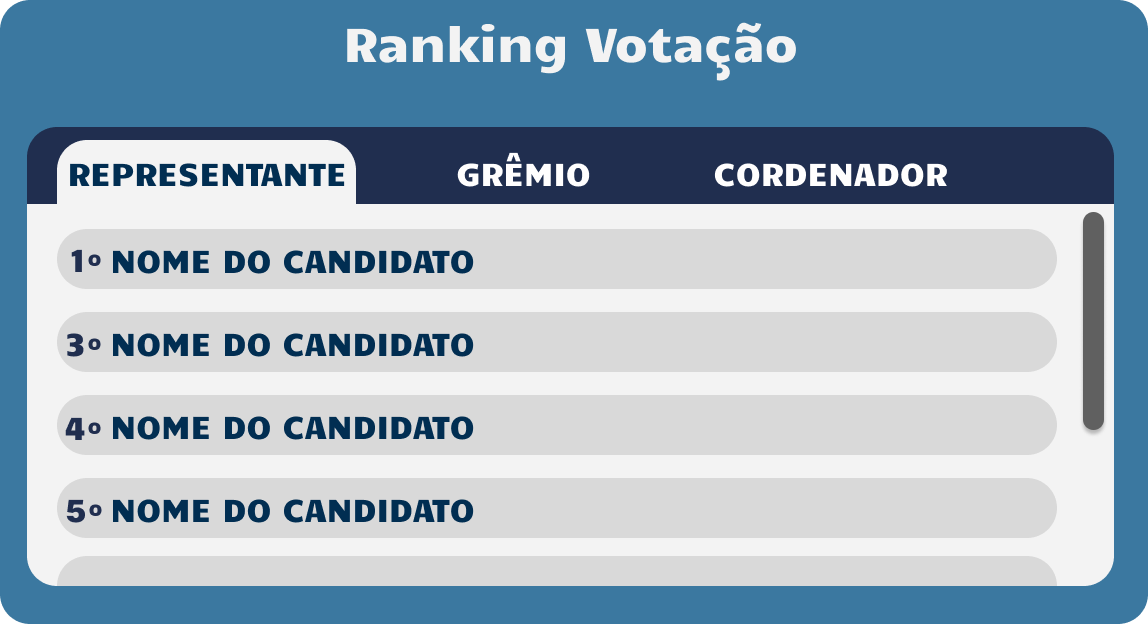 Ranking Votação
REPRESENTANTE GRÊMIO CORDENADOR
1º NOME DO CANDIDATO
3º NOME DO CANDIDATO
4º NOME DO CANDIDATO
5º NOME DO CANDIDATO